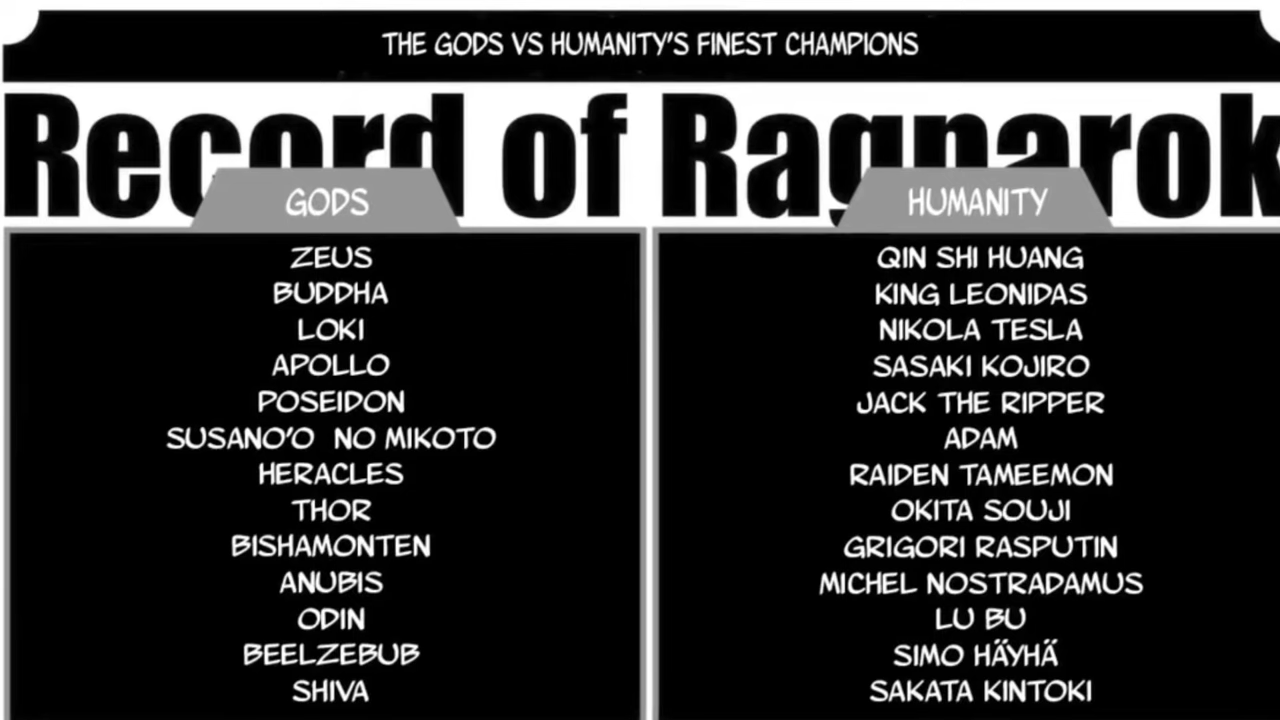 THE GODS VS HUMANITY'S FINEST CHAMPIONS
Record of Ragnarok
GODS
ZEUS
BUDDHA
LOKI
APOLLO
POSEIDON
SUSANO'O NO MIKOTO
HERACLES
THOR
BISHAMONTEN
ANUBIS
ODIN
BEELZEBUB
SHIVA
HUMANITY
QIN SHI HUANG
KING LEONIDAS
NIKOLA TESLA
SASAKI KOJIRO
JACK THE RIPPER
ADAM
RAIDEN TAMEEMON
OKITA SOUJI
GRIGORI RASPUTIN
MICHEL NOSTRADAMUS
LU BU
SIMO HÄYHÄ
SAKATA KINTOKI